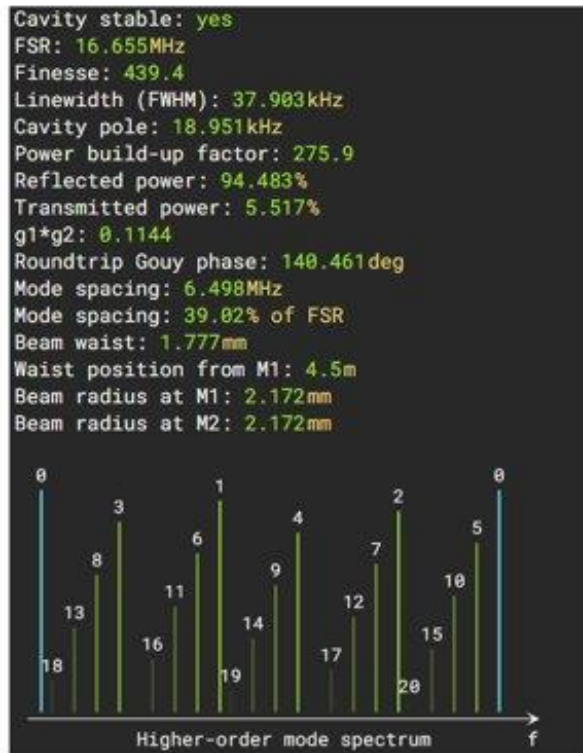 Cavity stable: yes
FSR: 16.655MHz
Finesse: 439.4
Linewidth (FWHM): 37.903kHz
Cavity pole: 18.951kHz
Power build-up factor: 275.9
Reflected power: 94.483%
Transmitted power: 5.517%
g1*g2: 0.1144
Roundtrip Gouy phase: 140.461deg
Mode spacing: 6.498MHz
Mode spacing: 39.02% of FSR
Beam waist: 1.777mm
Waist position from M1: 4.5m
Beam radius at M1: 2.172mm
Beam radius at M2: 2.172mm
0 18 13 8 3 16 11 6 1 19 14 9 4 17 12 7 2 20 15 10 5 0
Higher-order mode spectrum f